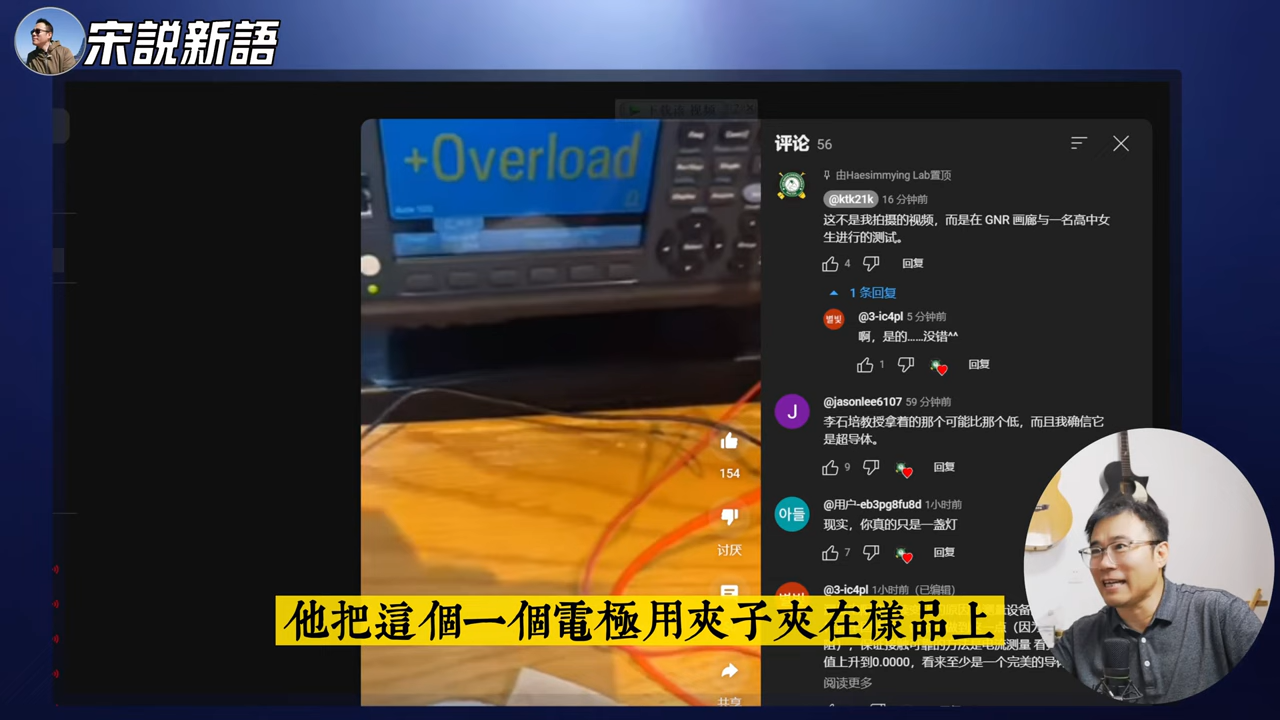 宋説新語
+Overload
Ω
评论 56
由Haesimmying Lab置顶
@ktk21k 16 分钟前
这不是我拍摄的视频，而是在 GNR 画廊与一名高中女
生进行的测试。
4 回复
1 条回复
별빛
@3-ic4pl 5 分钟前
啊，是的……没错^^
1 回复
J
@jasonlee6107 59 分钟前
李石培教授拿着的那个可能比那个低，而且我确信它
是超导体。
9 回复
아들
@用户-eb3pg8fu8d 1小时前
现实，你真的只是一盏灯
7 回复
@3-ic4pl 1小时前（已编辑）
值上升到0.0000，看来至少是一个完美的导
阅读更多
154
讨厌
共享
他把這個一個電極用夾子夾在樣品上